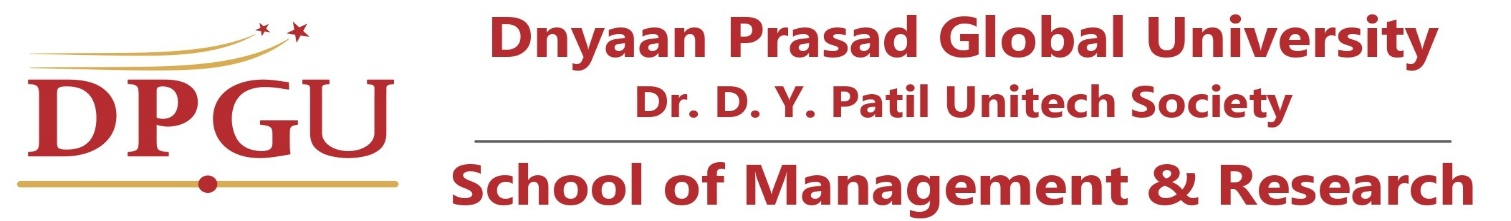 DPGU
Dnyaan Prasad Global University
Dr. D. Y. Patil Unitech Society
School of Management & Research